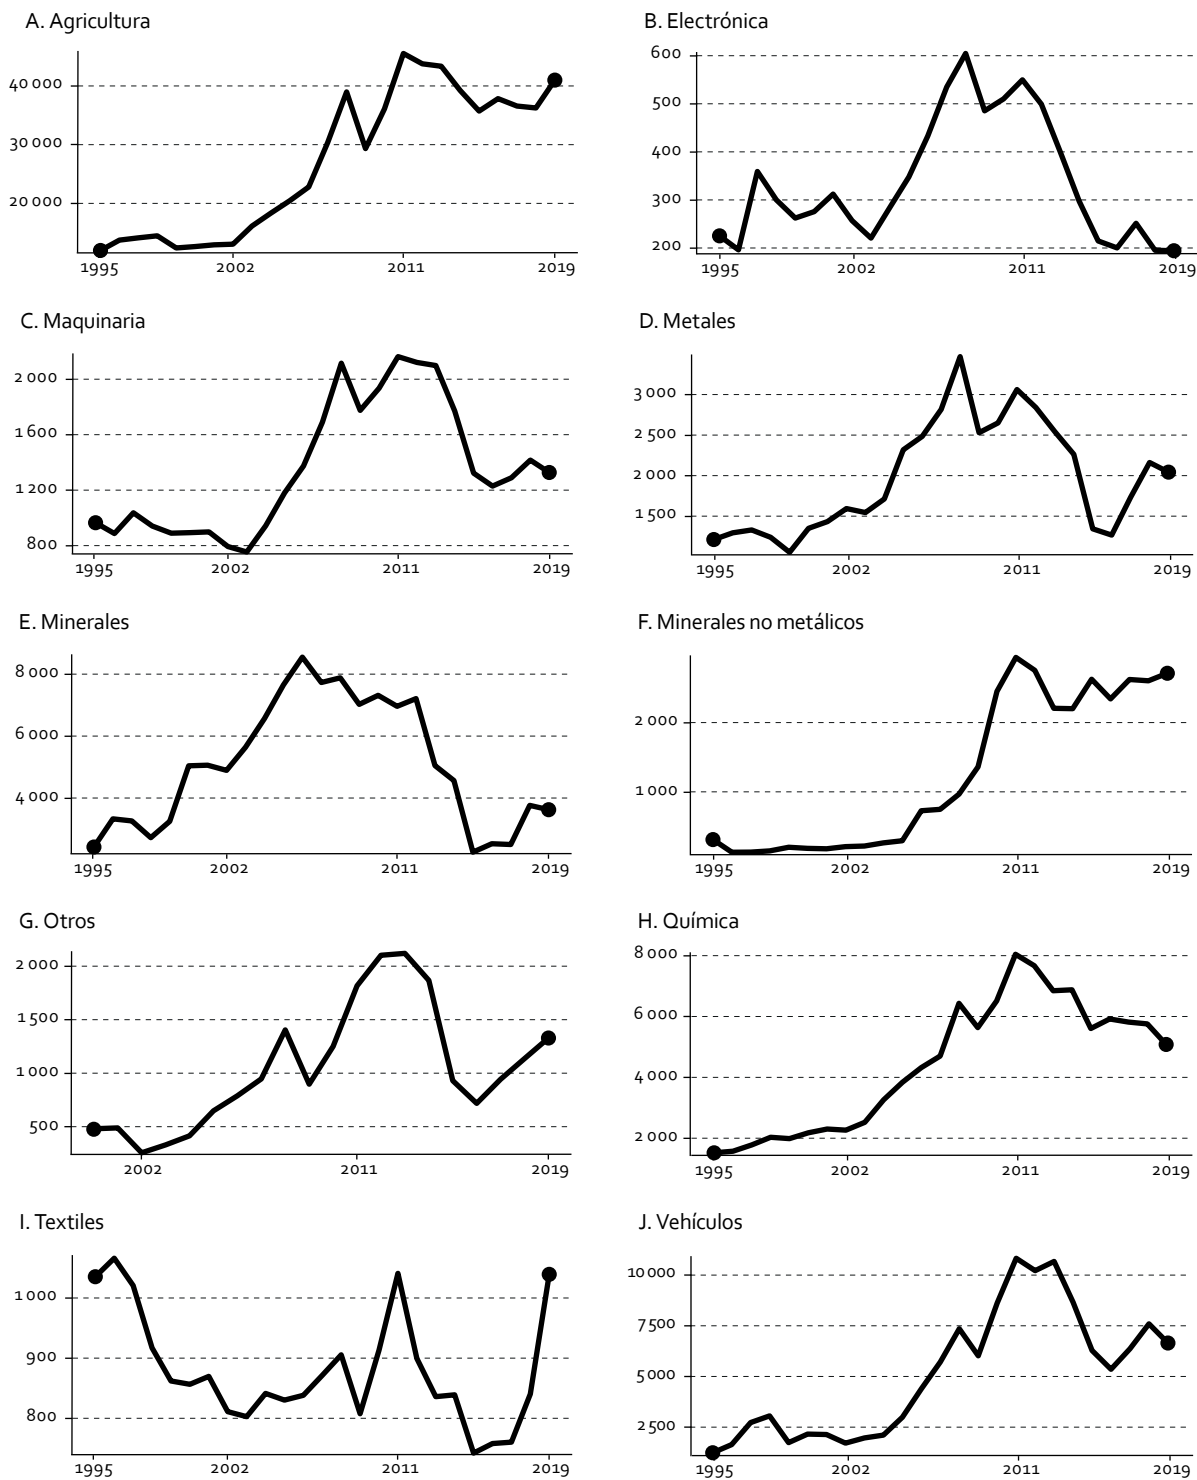 A. Agricultura
40 000
30 000
20 000
1995 2002 2011 2019
B. Electrónica
600
500
400
300
200
1995 2002 2011 2019
C. Maquinaria
2 000
1 600
1 200
800
1995 2002 2011 2019
D. Metales
3 000
2 500
2 000
1 500
1995 2002 2011 2019
E. Minerales
8 000
6 000
4 000
1995 2002 2011 2019
F. Minerales no metálicos
2 000
1 000
1995 2002 2011 2019
G. Otros
2 000
1 500
1 000
500
2002 2011 2019
H. Química
8 000
6 000
4 000
2 000
1995 2002 2011 2019
I. Textiles
1 000
900
800
1995 2002 2011 2019
J. Vehículos
10 000
7 500
5 000
2 500
1995 2002 2011 2019